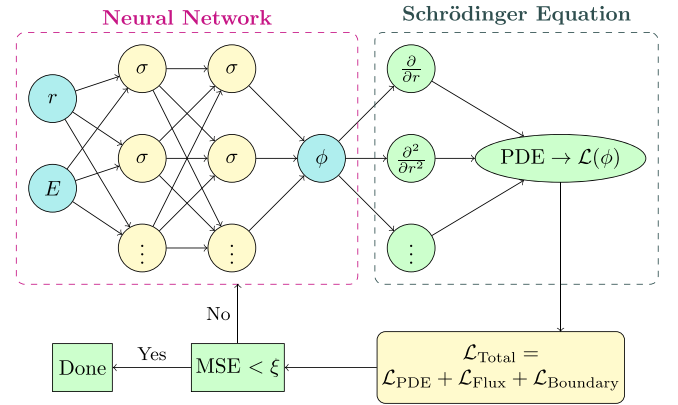 Neural Network
Schrödinger Equation
r
E
σ
σ
⋮
σ
σ
⋮
ϕ
∂/∂r
∂²/∂r²
⋮
PDE → ℒ(ϕ)
No
Done
Yes
MSE < ξ
ℒ_Total =
ℒ_PDE + ℒ_Flux + ℒ_Boundary